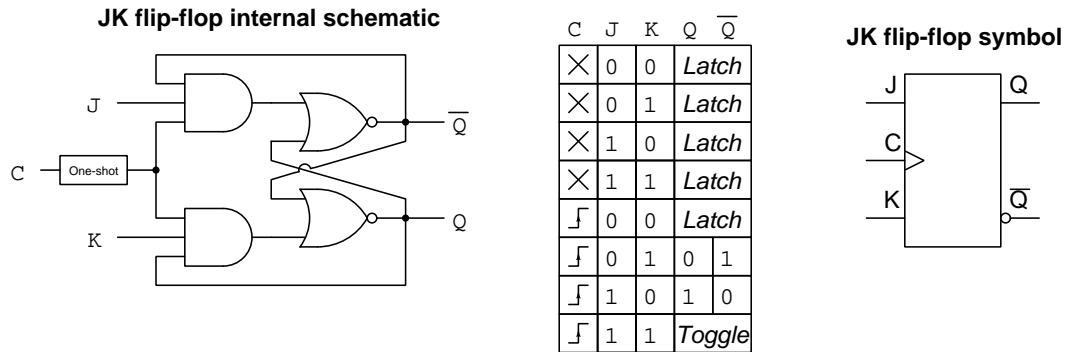 JK flip-flop internal schematic
J
C
One-shot
K
Q
Q
C J K Q Q
0 0 Latch
0 1 Latch
1 0 Latch
1 1 Latch
0 0 Latch
0 1 0 1
1 0 1 0
1 1 Toggle
JK flip-flop symbol
J Q
C
K Q